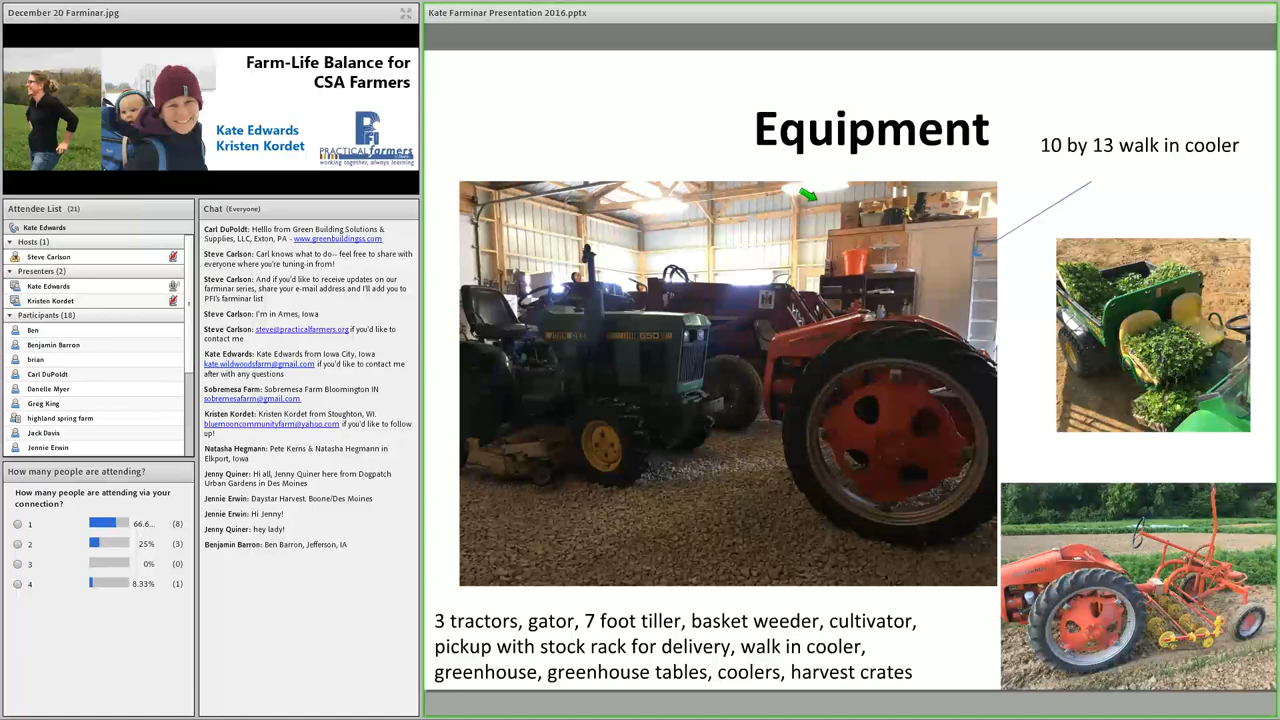 December 20 Farminar.jpg
Farm-Life Balance for
CSA Farmers
Kate Edwards
Kristen Kordet
PRACTICAL farmers
working together, always learning
Attendee List (21)
Kate Edwards
Hosts (1)
Steve Carlson
Presenters (2)
Kate Edwards
Kristen Kordet
Participants (18)
Ben
Benjamin Barron
brian
Carl DuPoldt
Danelle Myer
Greg King
highland spring farm
Jack Davis
Jennie Erwin
Chat (Everyone)
Carl DuPoldt: Helllo from Green Building Solutions &
Supplies, LLC, Exton, PA - www.greenbuildingss.com
Steve Carlson: Carl knows what to do-- feel free to share with
everyone where you're tuning-in from!
Steve Carlson: And if you'd like to receive updates on our
farminar series, share your e-mail address and I'll add you to
PFI's farminar list
Steve Carlson: I'm in Ames, Iowa
Steve Carlson: steve@practicalfarmers.org if you'd like to
contact me
Kate Edwards: Kate Edwards from Iowa City, Iowa
kate.wildwoodsfarm@gmail.com if you'd like to contact me
after with any questions
Sobremesa Farm: Sobremesa Farm Bloomington IN
sobremesafarm@gmail.com
Kristen Kordet: Kristen Kordet from Stoughton, WI.
bluemooncommunityfarm@yahoo.com if you'd like to follow
up!
Natasha Hegmann: Pete Kerns & Natasha Hegmann in
Elkport, Iowa
Jenny Quiner: Hi all, Jenny Quiner here from Dogpatch
Urban Gardens in Des Moines
Jennie Erwin: Daystar Harvest. Boone/Des Moines
Jennie Erwin: Hi Jenny!
Jenny Quiner: hey lady!
Benjamin Barron: Ben Barron, Jefferson, IA
How many people are attending?
How many people are attending via your
connection?
1 66.6... (8)
2 25% (3)
3 0% (0)
4 8.33% (1)
Kate Farminar Presentation 2016.pptx
Equipment
10 by 13 walk in cooler
3 tractors, gator, 7 foot tiller, basket weeder, cultivator,
pickup with stock rack for delivery, walk in cooler,
greenhouse, greenhouse tables, coolers, harvest crates